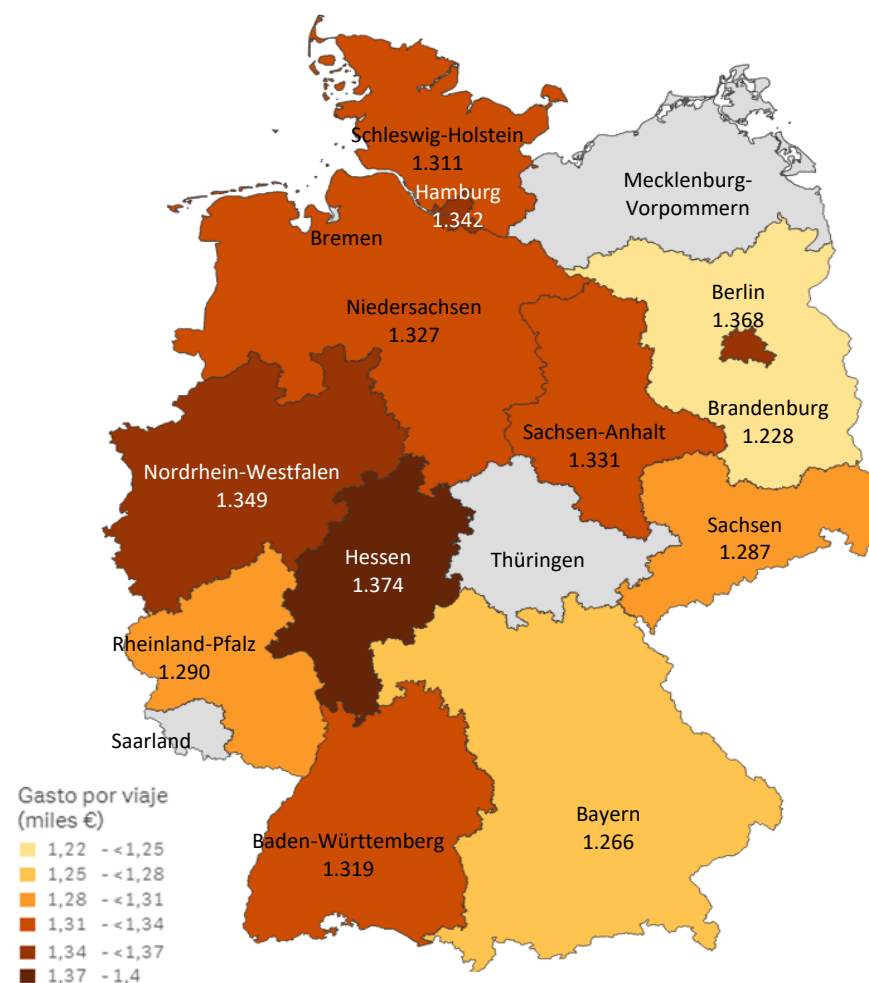 Schleswig-Holstein
1.311
Hamburg
1.342
Mecklenburg-
Vorpommern
Bremen
Berlin
1.368
Niedersachsen
1.327
Brandenburg
1.228
Sachsen-Anhalt
1.331
Nordrhein-Westfalen
1.349
Sachsen
1.287
Hessen
1.374
Thüringen
Rheinland-Pfalz
1.290
Saarland
Gasto por viaje
(miles €)
1,22 - <1,25
1,25 - <1,28
1,28 - <1,31
1,31 - <1,34
1,34 - <1,37
1,37 - 1,4
Baden-Württemberg
1.319
Bayern
1.266